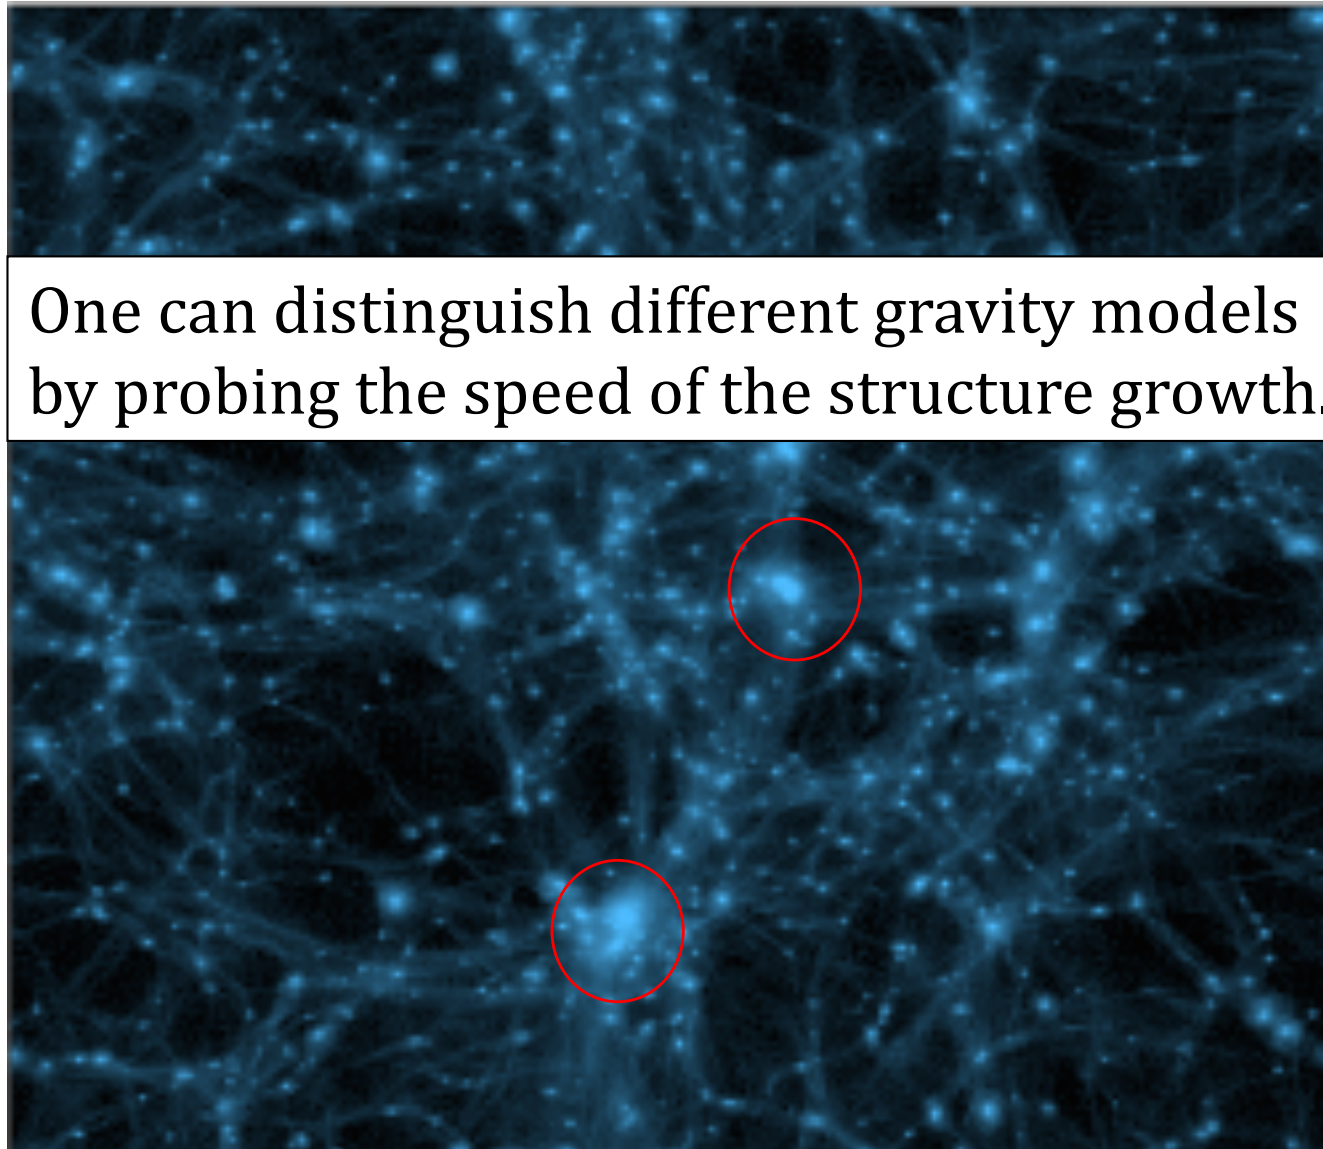 One can distinguish different gravity models
by probing the speed of the structure growth.